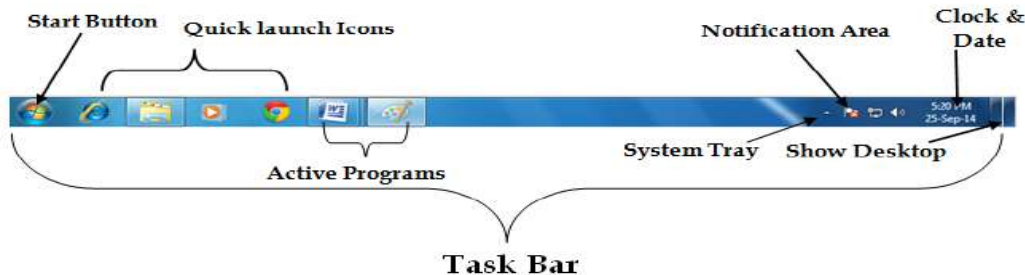 Start Button
Quick launch Icons
Notification Area
Clock &
Date
5:20 PM
25-Sep-14
Active Programs
System Tray
Show Desktop
Task Bar